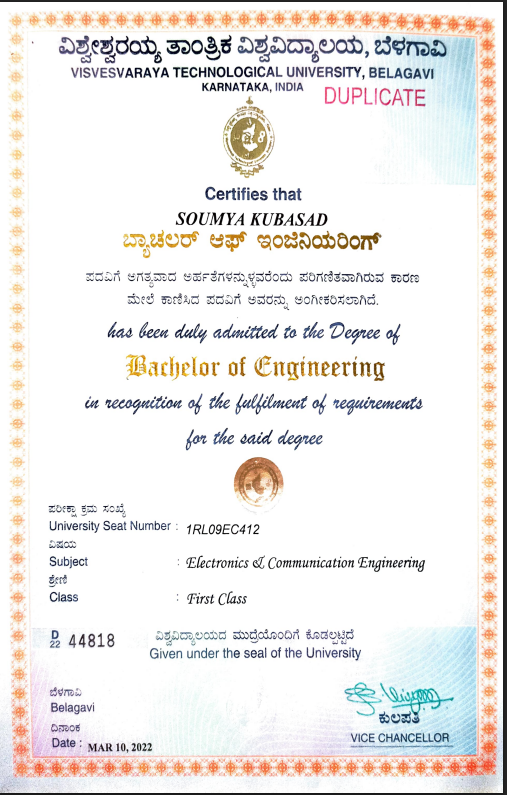 ವಿಶ್ವೇಶ್ವರಯ್ಯ ತಾಂತ್ರಿಕ ವಿಶ್ವವಿದ್ಯಾಲಯ, ಬೆಳಗಾವಿ
VISVESVARAYA TECHNOLOGICAL UNIVERSITY, BELAGAVI
KARNATAKA, INDIA
DUPLICATE
Certifies that
SOUMYA KUBASAD
ಬ್ಯಾಚಲರ್ ಆಫ್ ಇಂಜಿನಿಯರಿಂಗ್
ಪದವಿಗೆ ಅಗತ್ಯವಾದ ಅರ್ಹತೆಗಳನ್ನುಳ್ಳವರೆಂದು ಪರಿಗಣಿತವಾಗಿರುವ ಕಾರಣ
ಮೇಲೆ ಕಾಣಿಸಿದ ಪದವಿಗೆ ಅವರನ್ನು ಅಂಗೀಕರಿಸಲಾಗಿದೆ.
has been duly admitted to the Degree of
Bachelor of Engineering
in recognition of the fulfilment of requirements
for the said degree
ಪರೀಕ್ಷಾ ಕ್ರಮ ಸಂಖ್ಯೆ
University Seat Number : 1RL09EC412
ವಿಷಯ
Subject : Electronics & Communication Engineering
ಶ್ರೇಣಿ
Class : First Class
D 22 44818
ವಿಶ್ವವಿದ್ಯಾಲಯದ ಮುದ್ರೆಯೊಂದಿಗೆ ಕೊಡಲ್ಪಟ್ಟಿದೆ
Given under the seal of the University
ಬೆಳಗಾವಿ
Belagavi
ದಿನಾಂಕ
Date : MAR 10, 2022
ಕುಲಪತಿ
VICE CHANCELLOR